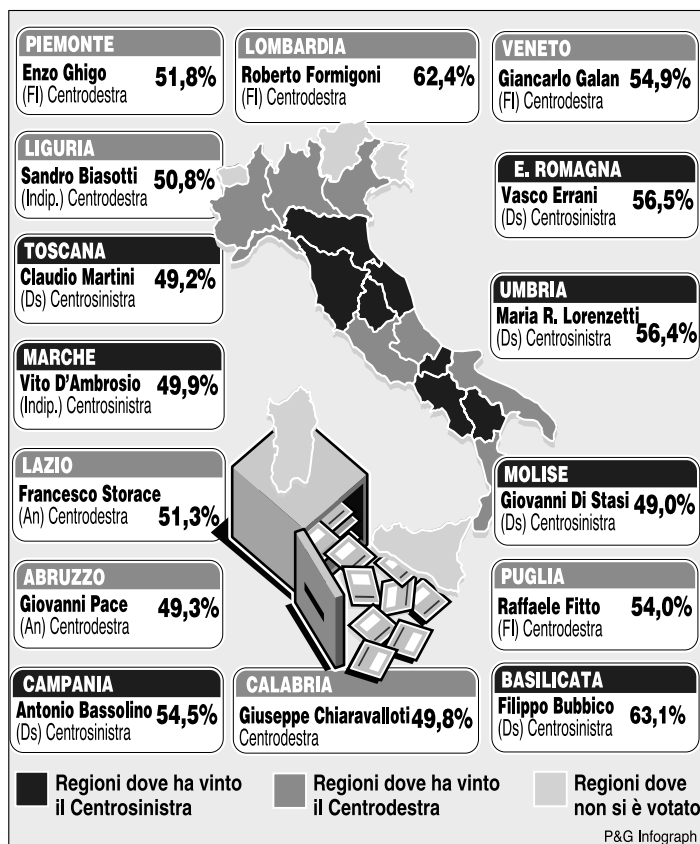 PIEMONTE
Enzo Ghigo 51,8%
(FI) Centrodestra
LOMBARDIA
Roberto Formigoni 62,4%
(FI) Centrodestra
VENETO
Giancarlo Galan 54,9%
(FI) Centrodestra
LIGURIA
Sandro Biasotti 50,8%
(Indip.) Centrodestra
E. ROMAGNA
Vasco Errani 56,5%
(Ds) Centrosinistra
TOSCANA
Claudio Martini 49,2%
(Ds) Centrosinistra
UMBRIA
Maria R. Lorenzetti
(Ds) Centrosinistra 56,4%
MARCHE
Vito D'Ambrosio 49,9%
(Indip.) Centrosinistra
LAZIO
Francesco Storace
(An) Centrodestra 51,3%
MOLISE
Giovanni Di Stasi 49,0%
(Ds) Centrosinistra
ABRUZZO
Giovanni Pace 49,3%
(An) Centrodestra
PUGLIA
Raffaele Fitto 54,0%
(FI) Centrodestra
CAMPANIA
Antonio Bassolino 54,5%
(Ds) Centrosinistra
CALABRIA
Giuseppe Chiaravalloti 49,8%
Centrodestra
BASILICATA
Filippo Bubbico 63,1%
(Ds) Centrosinistra
Regioni dove ha vinto
il Centrosinistra
Regioni dove ha vinto
il Centrodestra
Regioni dove
non si è votato
P&G Infograph